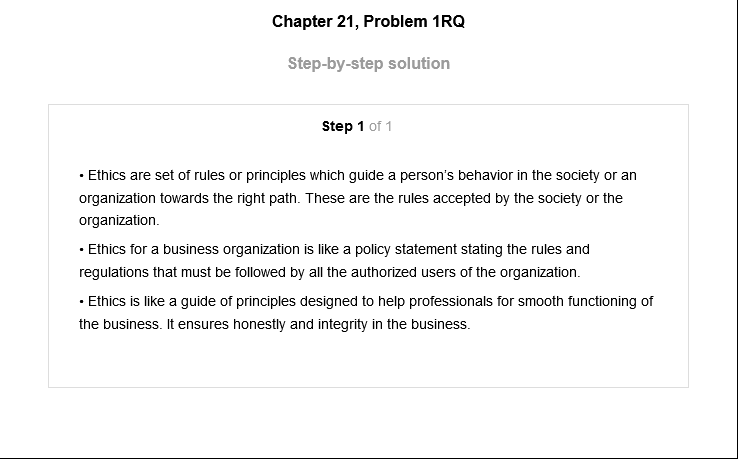 Chapter 21, Problem 1RQ
Step-by-step solution
Step 1 of 1
• Ethics are set of rules or principles which guide a person’s behavior in the society or an
organization towards the right path. These are the rules accepted by the society or the
organization.
• Ethics for a business organization is like a policy statement stating the rules and
regulations that must be followed by all the authorized users of the organization.
• Ethics is like a guide of principles designed to help professionals for smooth functioning of
the business. It ensures honestly and integrity in the business.